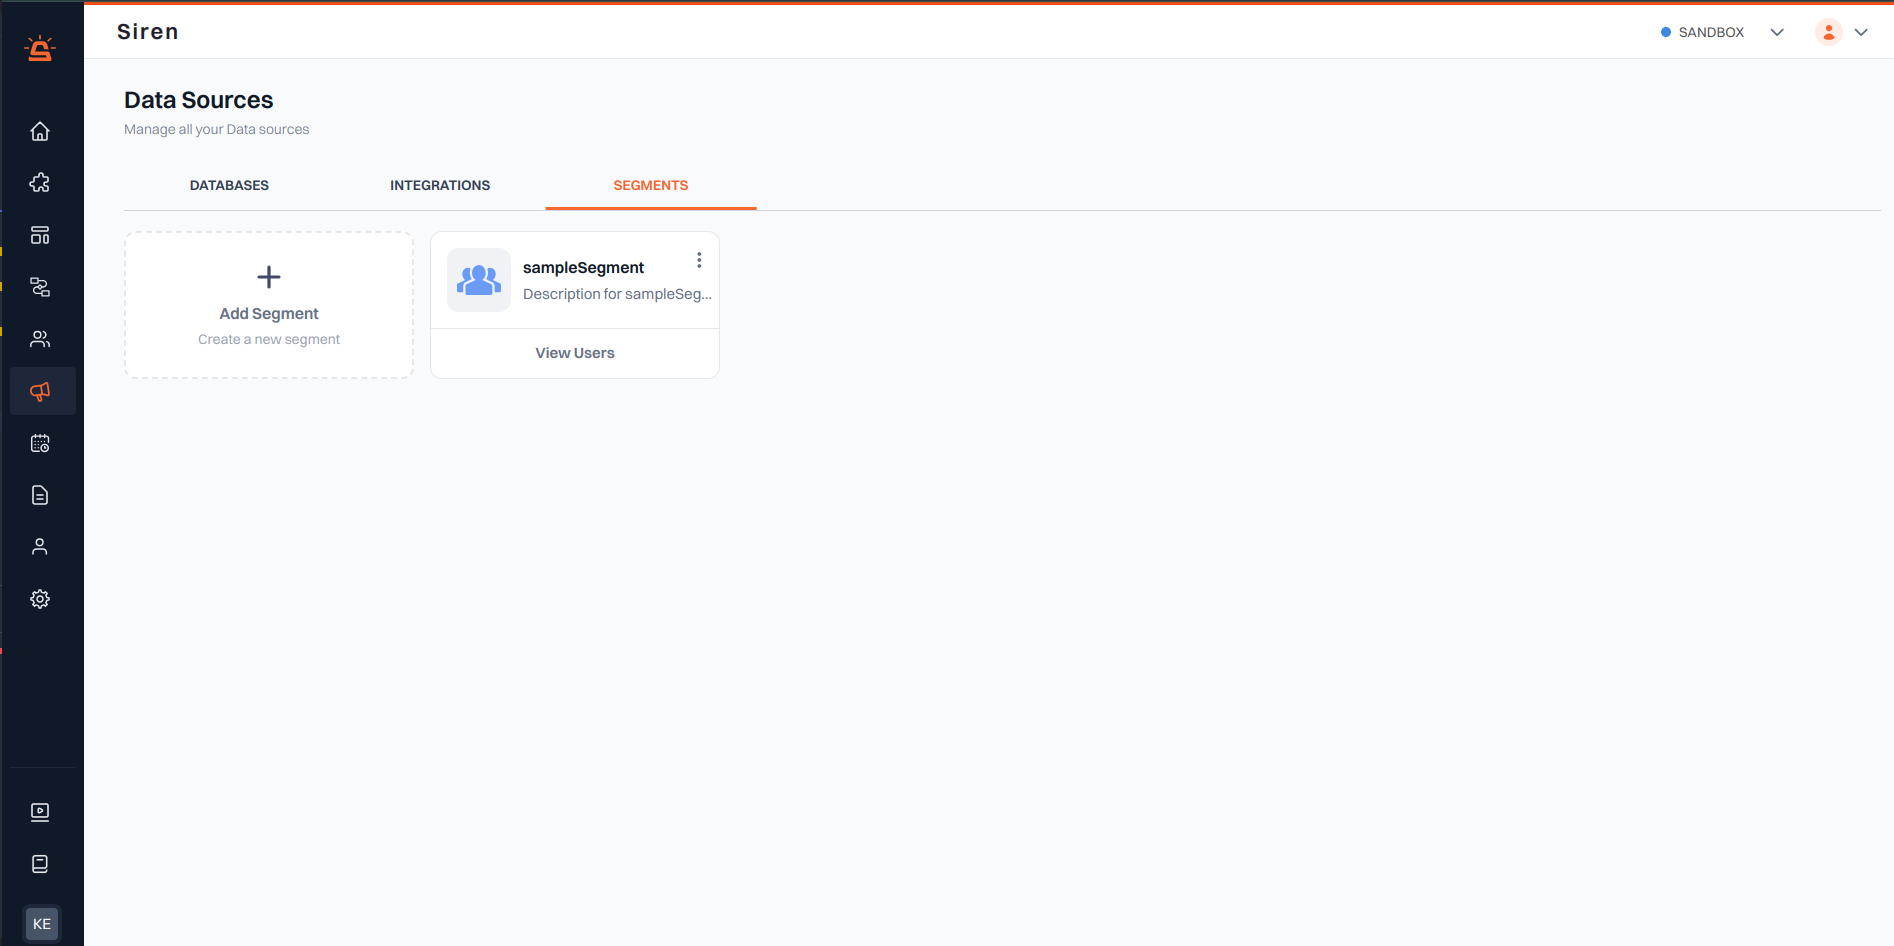 Siren
SANDBOX
Data Sources
Manage all your Data sources
DATABASES
INTEGRATIONS
SEGMENTS
Add Segment
Create a new segment
sampleSegment
Description for sampleSeg...
View Users
KE